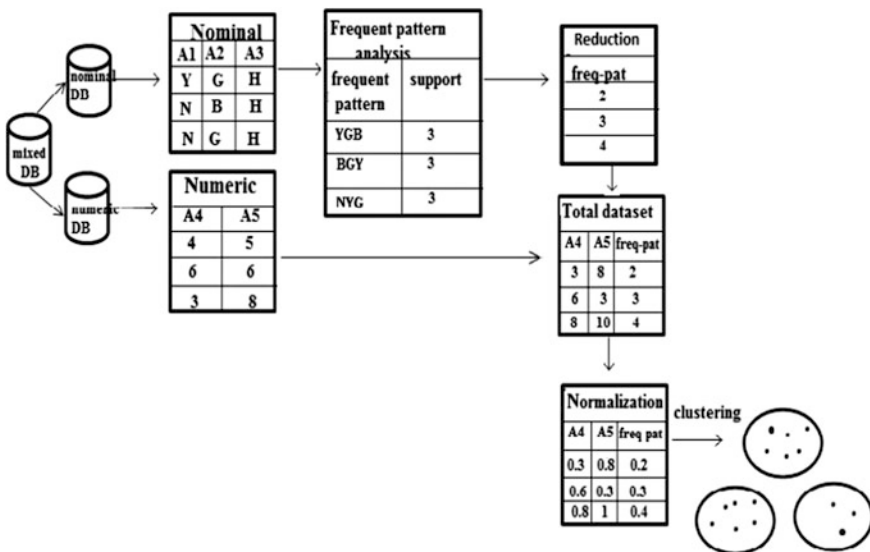 mixed
DB
nominal
DB
numeric
DB
Nominal
A1 A2 A3
Y G H
N B H
N G H
Numeric
A4 A5
4 5
6 6
3 8
Frequent pattern
analysis
frequent support
pattern
YGB 3
BGY 3
NYG 3
Reduction
freq-pat
2
3
4
Total dataset
A4 A5 freq-pat
3 8 2
6 3 3
8 10 4
Normalization
A4 A5 freq pat
0.3 0.8 0.2
0.6 0.3 0.3
0.8 1 0.4
clustering